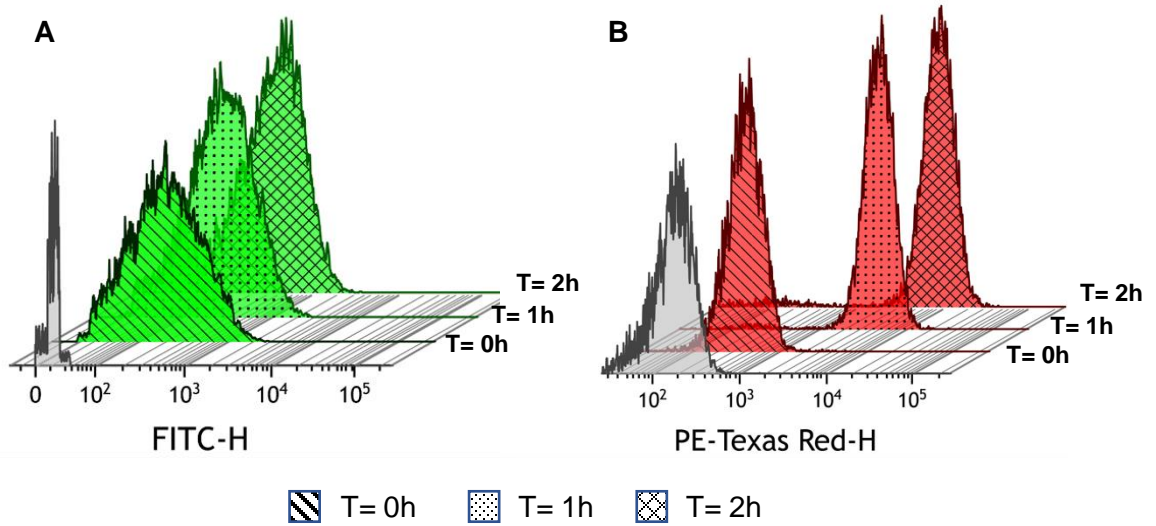 A
B
T= 2h
T= 1h
T= 0h
0 10² 10³ 10⁴ 10⁵
FITC-H
T= 2h
T= 1h
T= 0h
10² 10³ 10⁴ 10⁵
PE-Texas Red-H
T= 0h T= 1h T= 2h